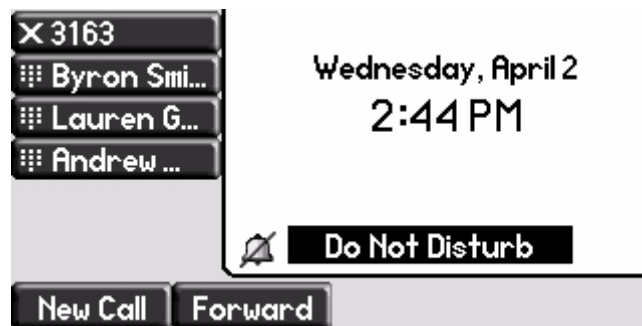 3163
Byron Smi...
Lauren G...
Andrew ...
Wednesday, April 2
2:44 PM
Do Not Disturb
New Call
Forward